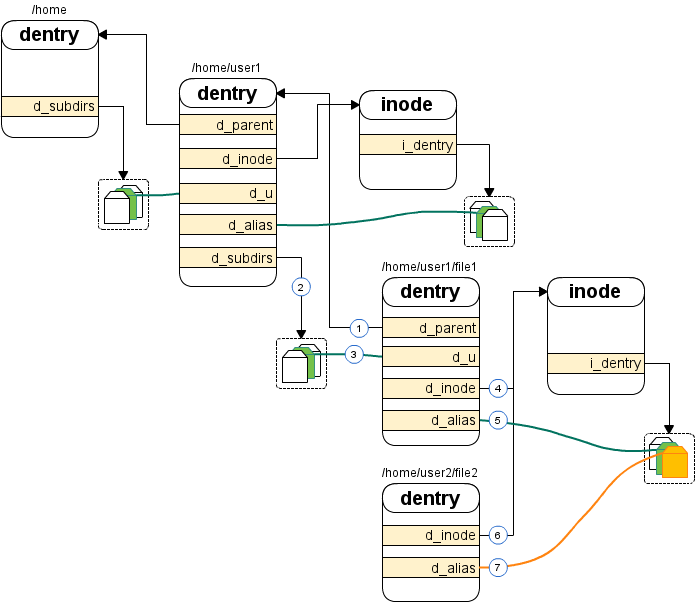 /home
dentry
d_subdirs
/home/user1
dentry
d_parent
d_inode
d_u
d_alias
d_subdirs
inode
i_dentry
2
/home/user1/file1
dentry
1
d_parent
3
d_u
d_inode
4
d_alias
5
inode
i_dentry
/home/user2/file2
dentry
d_inode
6
d_alias
7